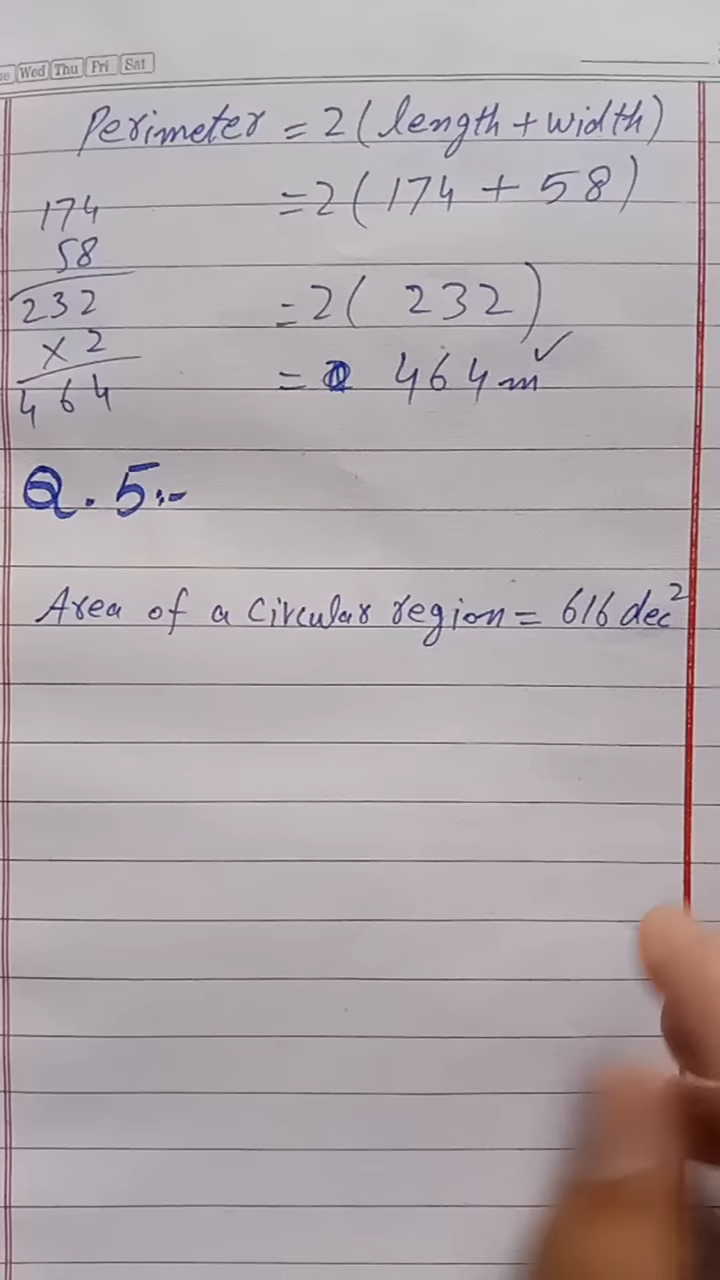 Wed Thu Fri Sat
Perimeter = 2 (length + width)
= 2 (174 + 58)
174
58
232
× 2
464
= 2 ( 232 )
= 464 m ✓
Q. 5:-
Area of a Circular region = 616 dec²